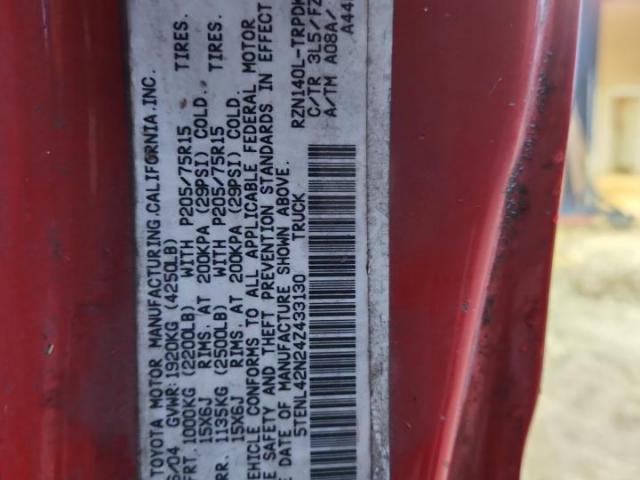 TOYOTA MOTOR MANUFACTURING, CALIFORNIA, INC.
6/04 GVWR: 1920KG (4250LB)
FRT. 1000KG (2200LB) WITH P205/75R15 TIRES.
15X6J RIMS. AT 200KPA (29PSI) COLD.
RR. 1135KG (2500LB) WITH P205/75R15 TIRES.
15X6J RIMS. AT 200KPA (29PSI) COLD.
VEHICLE CONFORMS TO ALL APPLICABLE FEDERAL MOTOR
SAFETY AND THEFT PREVENTION STANDARDS IN EFFECT
DATE OF MANUFACTURE SHOWN ABOVE.
5TENL42N24Z433130 TRUCK
RZN140L-TRPDK
C/TR 3L5/FZ
A/TM A08A/
A44